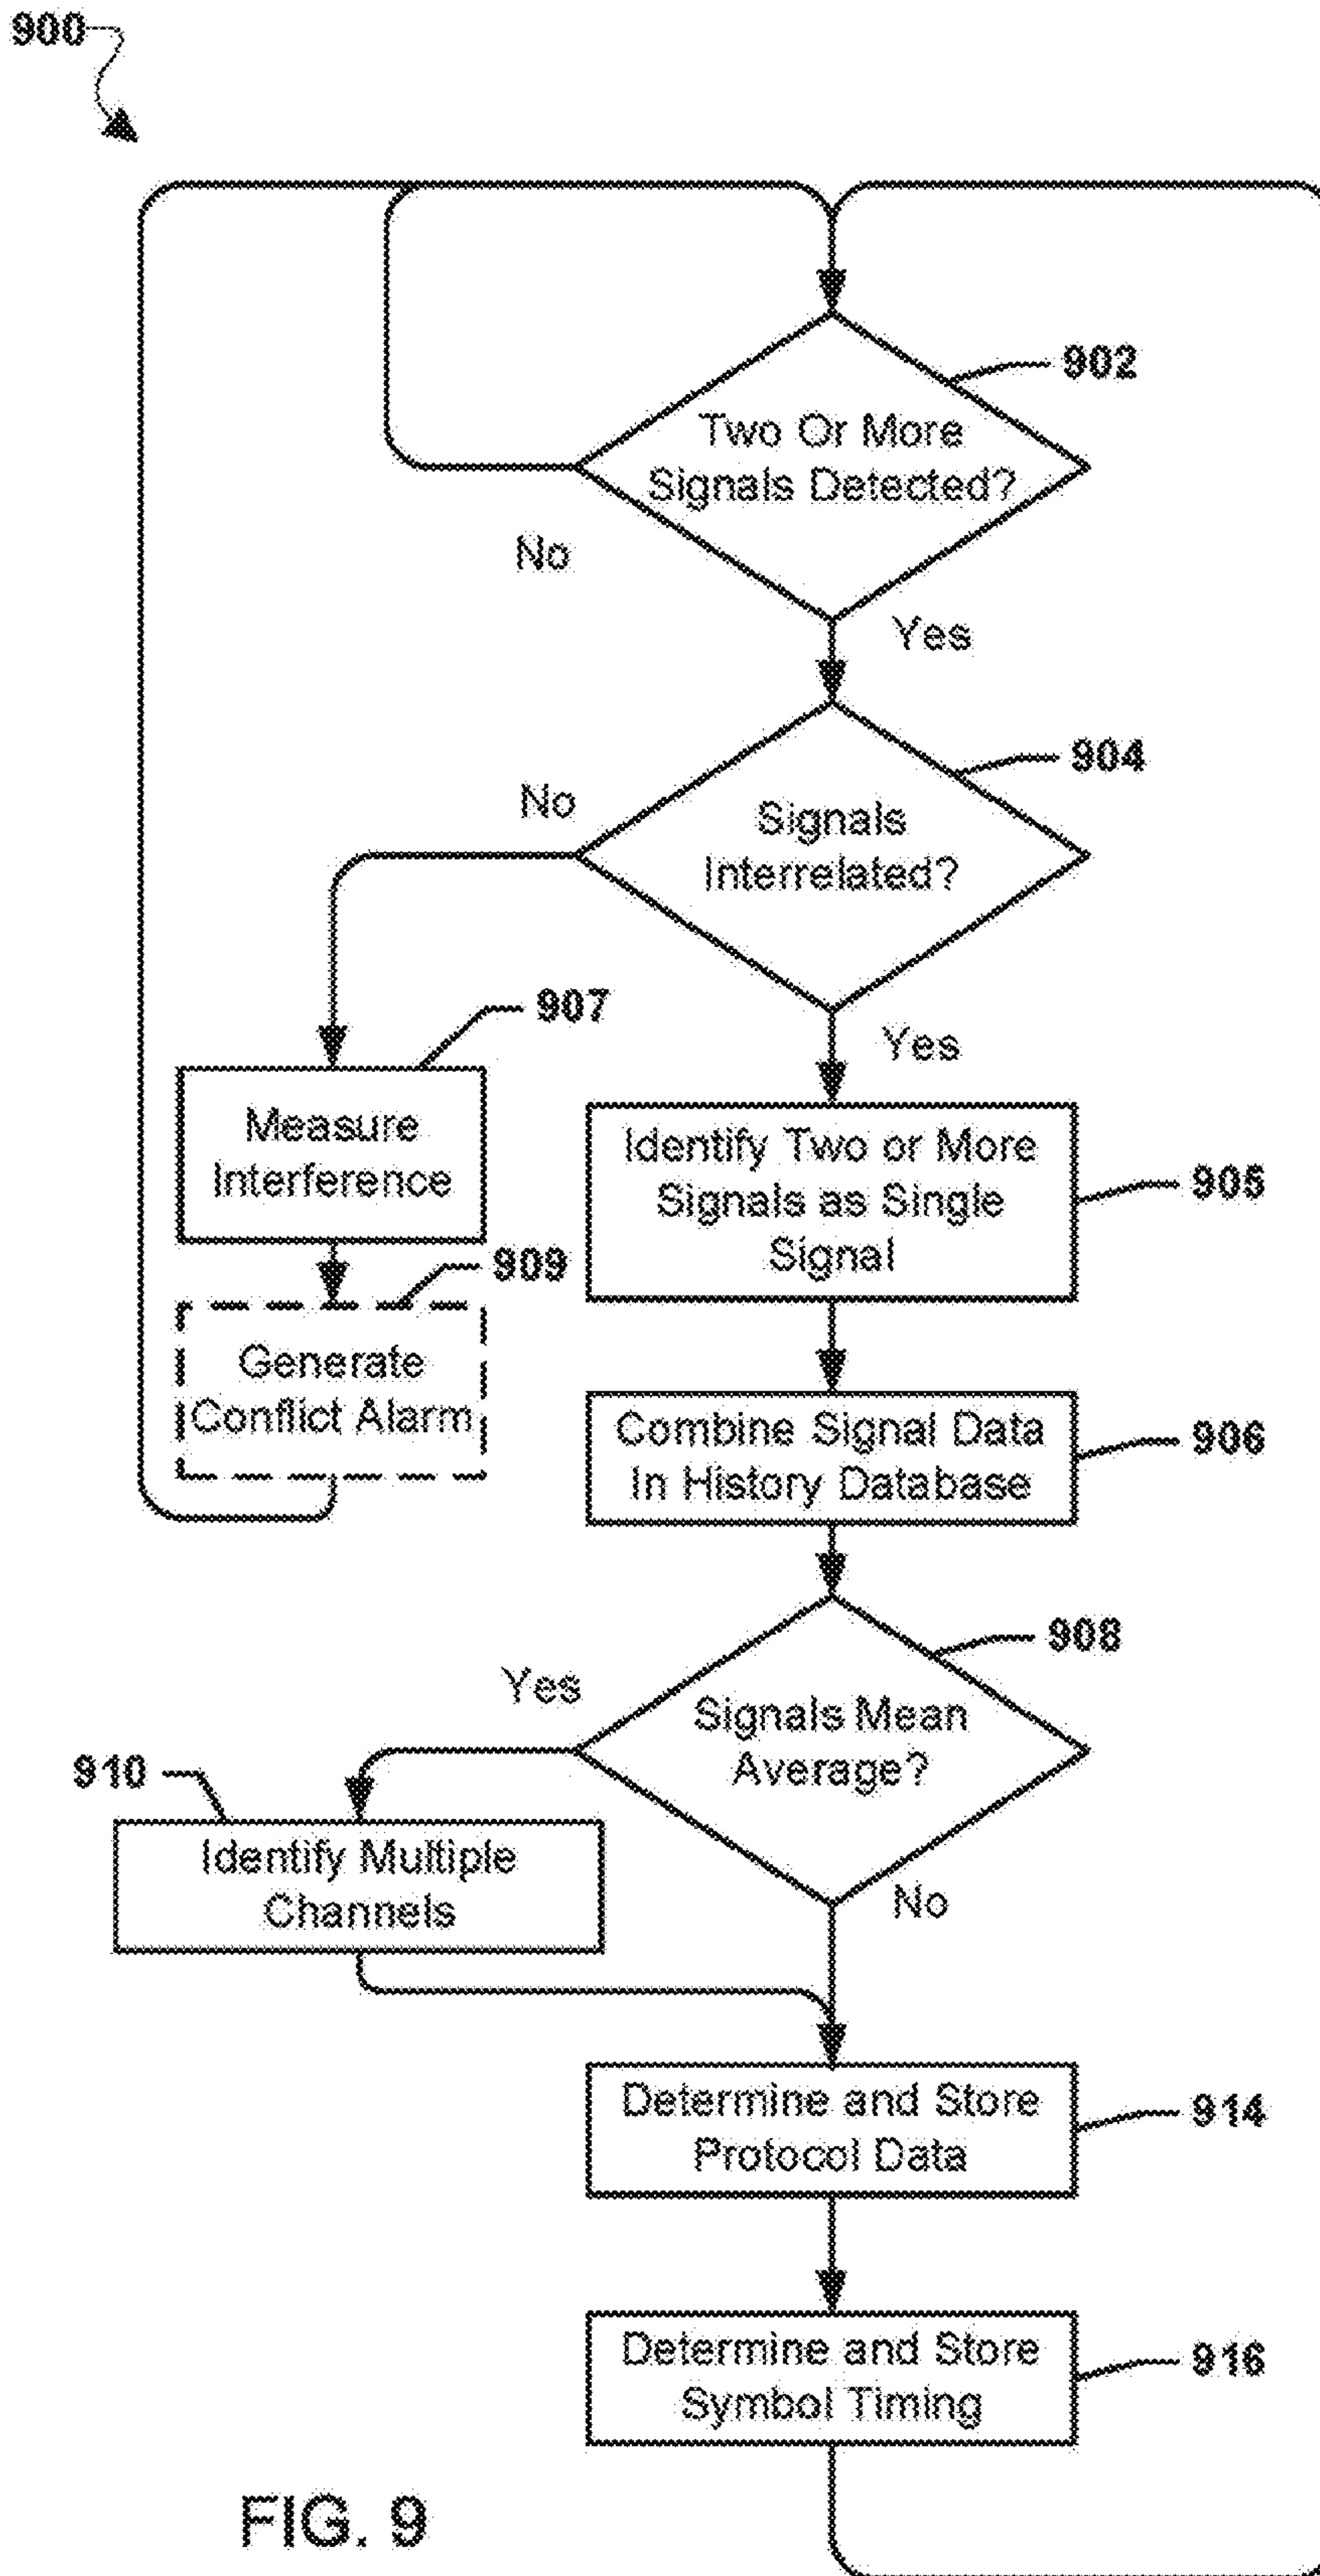 900
902
Two Or More
Signals Detected?
No
Yes
904
No
Signals
Interrelated?
Yes
907
Measure
Interference
Identify Two or More
Signals as Single
Signal
905
909
Generate
Conflict Alarm
Combine Signal Data
In History Database
906
908
Yes
Signals Mean
Average?
910
No
Identify Multiple
Channels
Determine and Store
Protocol Data
914
Determine and Store
Symbol Timing
916
FIG. 9